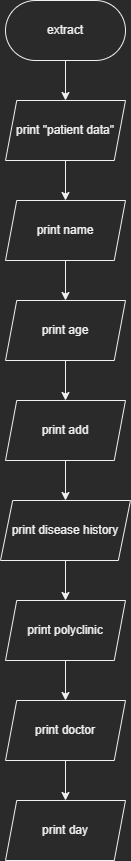 extract
print "patient data"
print name
print age
print add
print disease history
print polyclinic
print doctor
print day